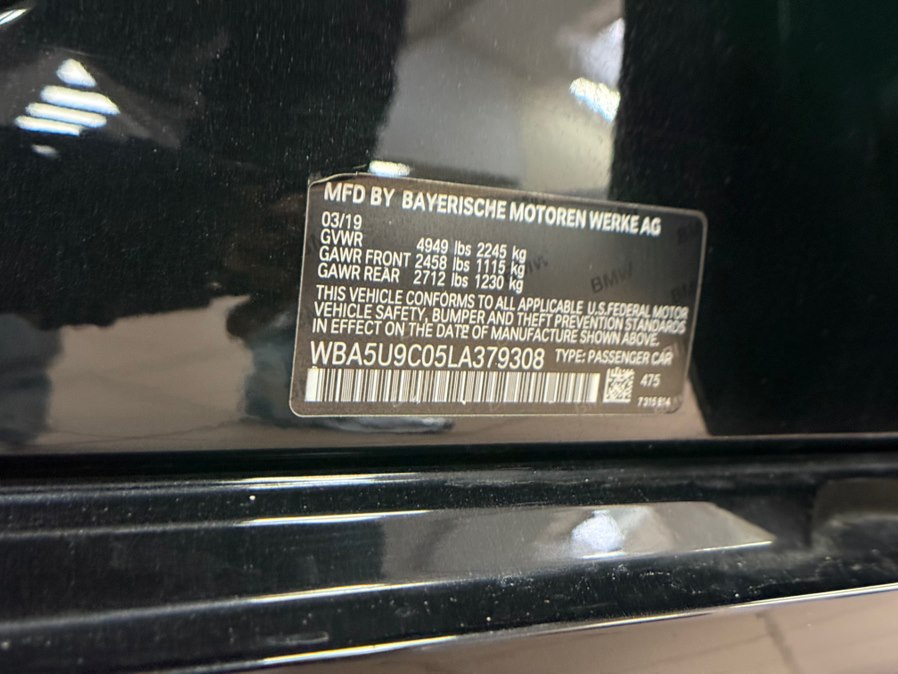 MFD BY BAYERISCHE MOTOREN WERKE AG
03/19
GVWR 4949 lbs 2245 kg
GAWR FRONT 2458 lbs 1115 kg
GAWR REAR 2712 lbs 1230 kg
THIS VEHICLE CONFORMS TO ALL APPLICABLE U.S.FEDERAL MOTOR
VEHICLE SAFETY, BUMPER AND THEFT PREVENTION STANDARDS
IN EFFECT ON THE DATE OF MANUFACTURE SHOWN ABOVE.
WBA5U9C05LA379308 TYPE: PASSENGER CAR
475
BMW